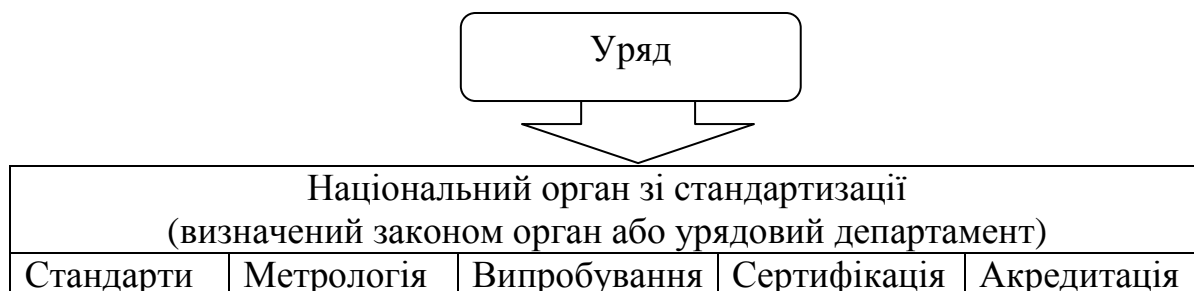 Уряд
Національний орган зі стандартизації
(визначений законом орган або урядовий департамент)
Стандарти Метрологія Випробування Сертифікація Акредитація